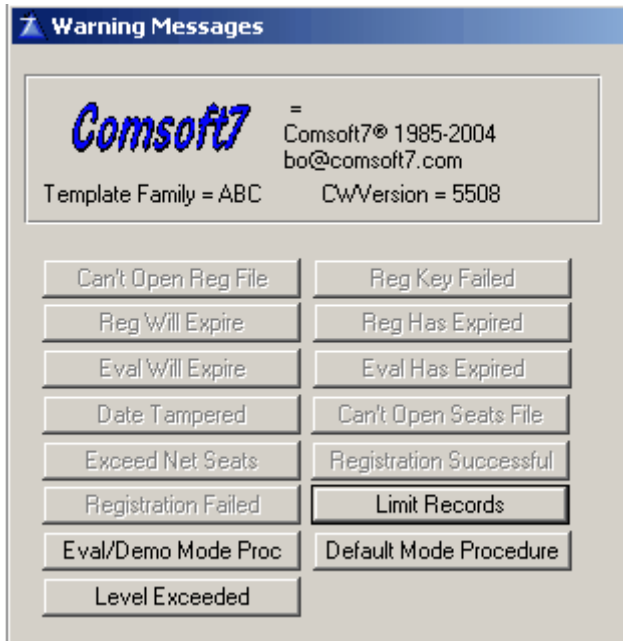 Warning Messages
Comsoft7
=
Comsoft7® 1985-2004
bo@comsoft7.com
Template Family = ABC CWVersion = 5508
Can't Open Reg File Reg Key Failed
Reg Will Expire Reg Has Expired
Eval Will Expire Eval Has Expired
Date Tampered Can't Open Seats File
Exceed Net Seats Registration Successful
Registration Failed Limit Records
Eval/Demo Mode Proc Default Mode Procedure
Level Exceeded